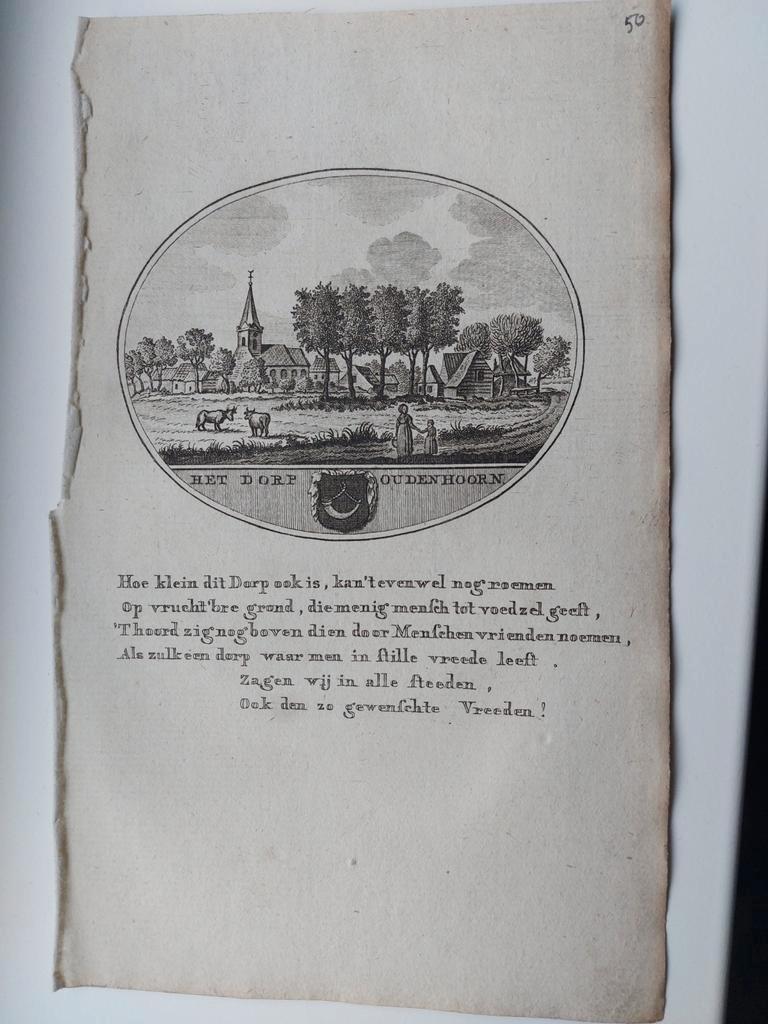 50
HET DORP OUDENHOORN.
Hoe klein dit Dorp ook is, kan't evenwel nog roemen
Op vrucht'bre grond, die menig mensch tot voedzel geeft,
'T hoord zig nog boven dien door Menschenvrienden noemen,
Als zulk een dorp waar men in stille vreede leeft.
Zagen wij in alle steeden,
Ook den zo gewenschte Vreeden!